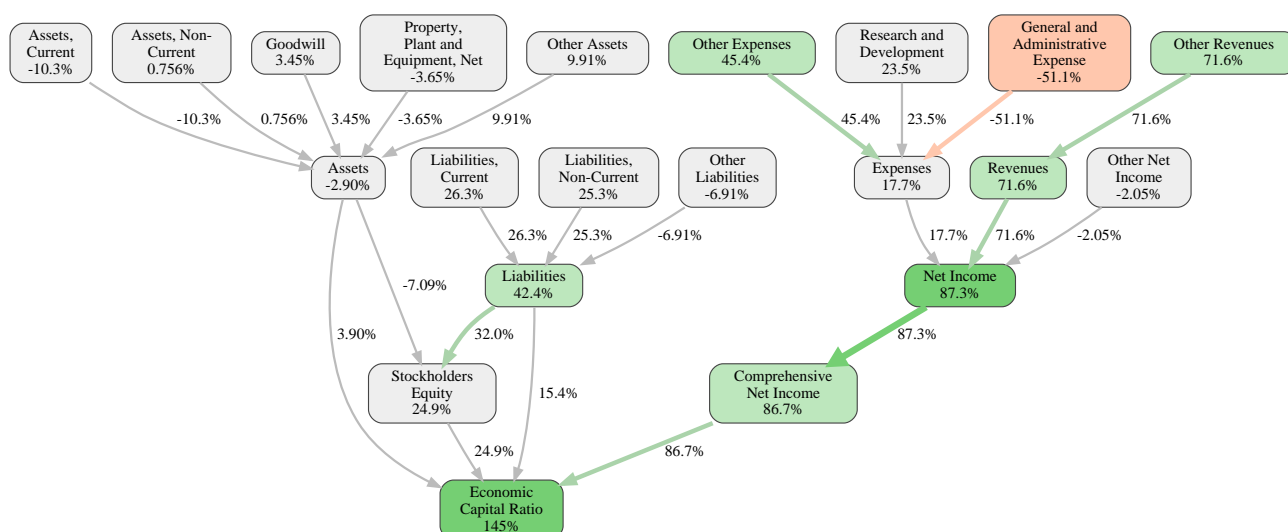 Assets,
Current
-10.3%
Assets, Non-
Current
0.756%
Goodwill
3.45%
Property,
Plant and
Equipment, Net
-3.65%
Other Assets
9.91%
Other Expenses
45.4%
Research and
Development
23.5%
General and
Administrative
Expense
-51.1%
Other Revenues
71.6%
-10.3%
0.756%
3.45%
-3.65%
9.91%
45.4%
23.5%
-51.1%
71.6%
Assets
-2.90%
Liabilities,
Current
26.3%
Liabilities,
Non-Current
25.3%
Other
Liabilities
-6.91%
Expenses
17.7%
Revenues
71.6%
Other Net
Income
-2.05%
26.3%
25.3%
-6.91%
17.7%
71.6%
-2.05%
-7.09%
Liabilities
42.4%
Net Income
87.3%
3.90%
32.0%
15.4%
87.3%
Stockholders
Equity
24.9%
Comprehensive
Net Income
86.7%
24.9%
86.7%
Economic
Capital Ratio
145%